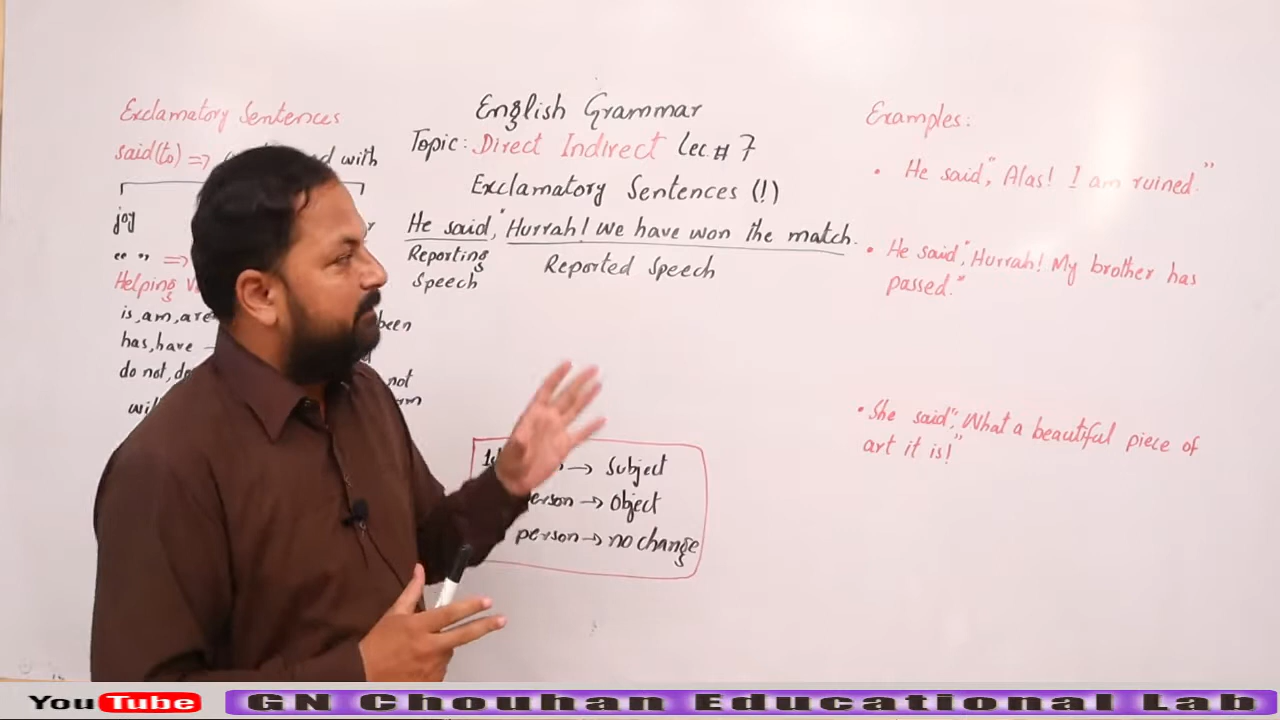 Exclamatory Sentences
said(to) => with
joy
" " =>
Helping
is, am, are been
has, have
do not, not
English Grammar
Topic: Direct Indirect Lec # 7
Exclamatory Sentences (!)
He said, "Hurrah! We have won the match.
Reporting Speech
Reported Speech
→ Subject
person → Object
person → no change
Examples:
• He said, "Alas! I am ruined."
• He said, "Hurrah! My brother has
passed."
• She said, "What a beautiful piece of
art it is!"
YouTube GN Chouhan Educational Lab